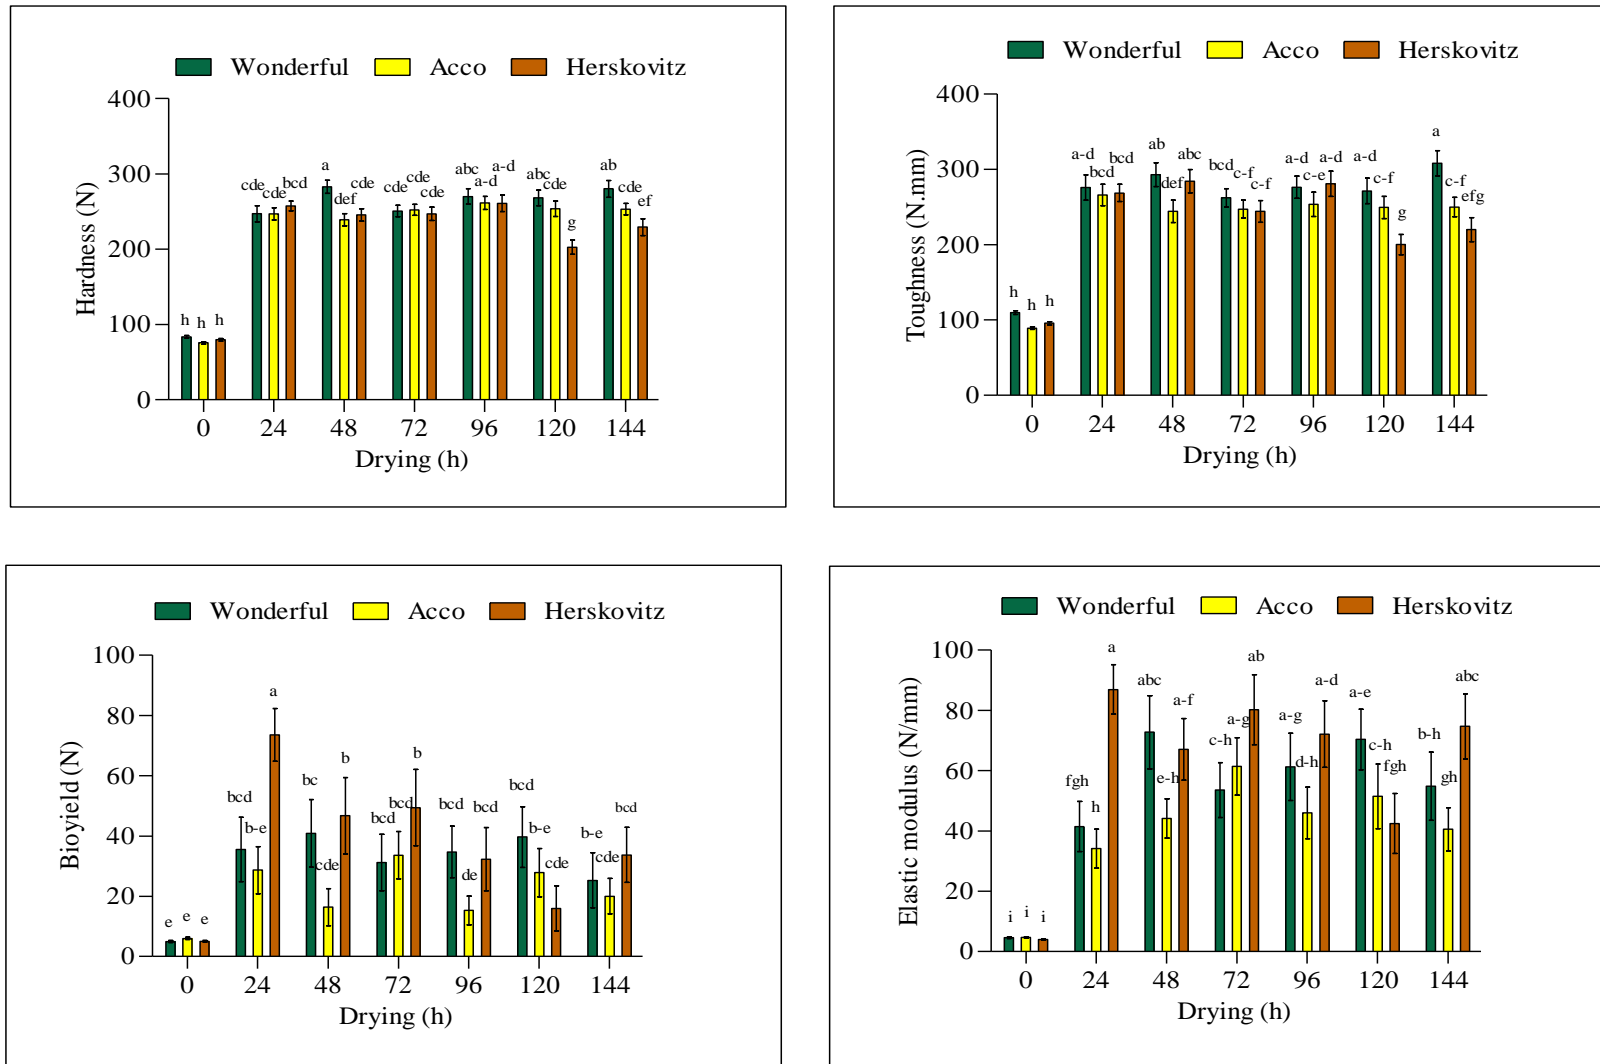 Wonderful Acco Herskovitz
Hardness (N)
400
300
200
100
0
cde cde bcd
a def cde
cde cde cde
abc a-d a-d
abc cde g
ab cde ef
h h h
0 24 48 72 96 120 144
Drying (h)
Wonderful Acco Herskovitz
Toughness (N.mm)
400
300
200
100
0
h h h
a-d bcd bcd
ab def abc
bcd c-f c-f
a-d c-e a-d
a-d c-f g
a c-f efg
0 24 48 72 96 120 144
Drying (h)
Wonderful Acco Herskovitz
Bioyield (N)
100
80
60
40
20
0
e e e
bcd b-e a
bc cde b
bcd bcd b
bcd de bcd
bcd b-e cde
b-e cde bcd
0 24 48 72 96 120 144
Drying (h)
Wonderful Acco Herskovitz
Elastic modulus (N/mm)
100
80
60
40
20
0
i i i
fgh h a
abc e-h a-f
c-h a-g ab
a-g d-h a-d
a-e c-h fgh
b-h gh abc
0 24 48 72 96 120 144
Drying (h)